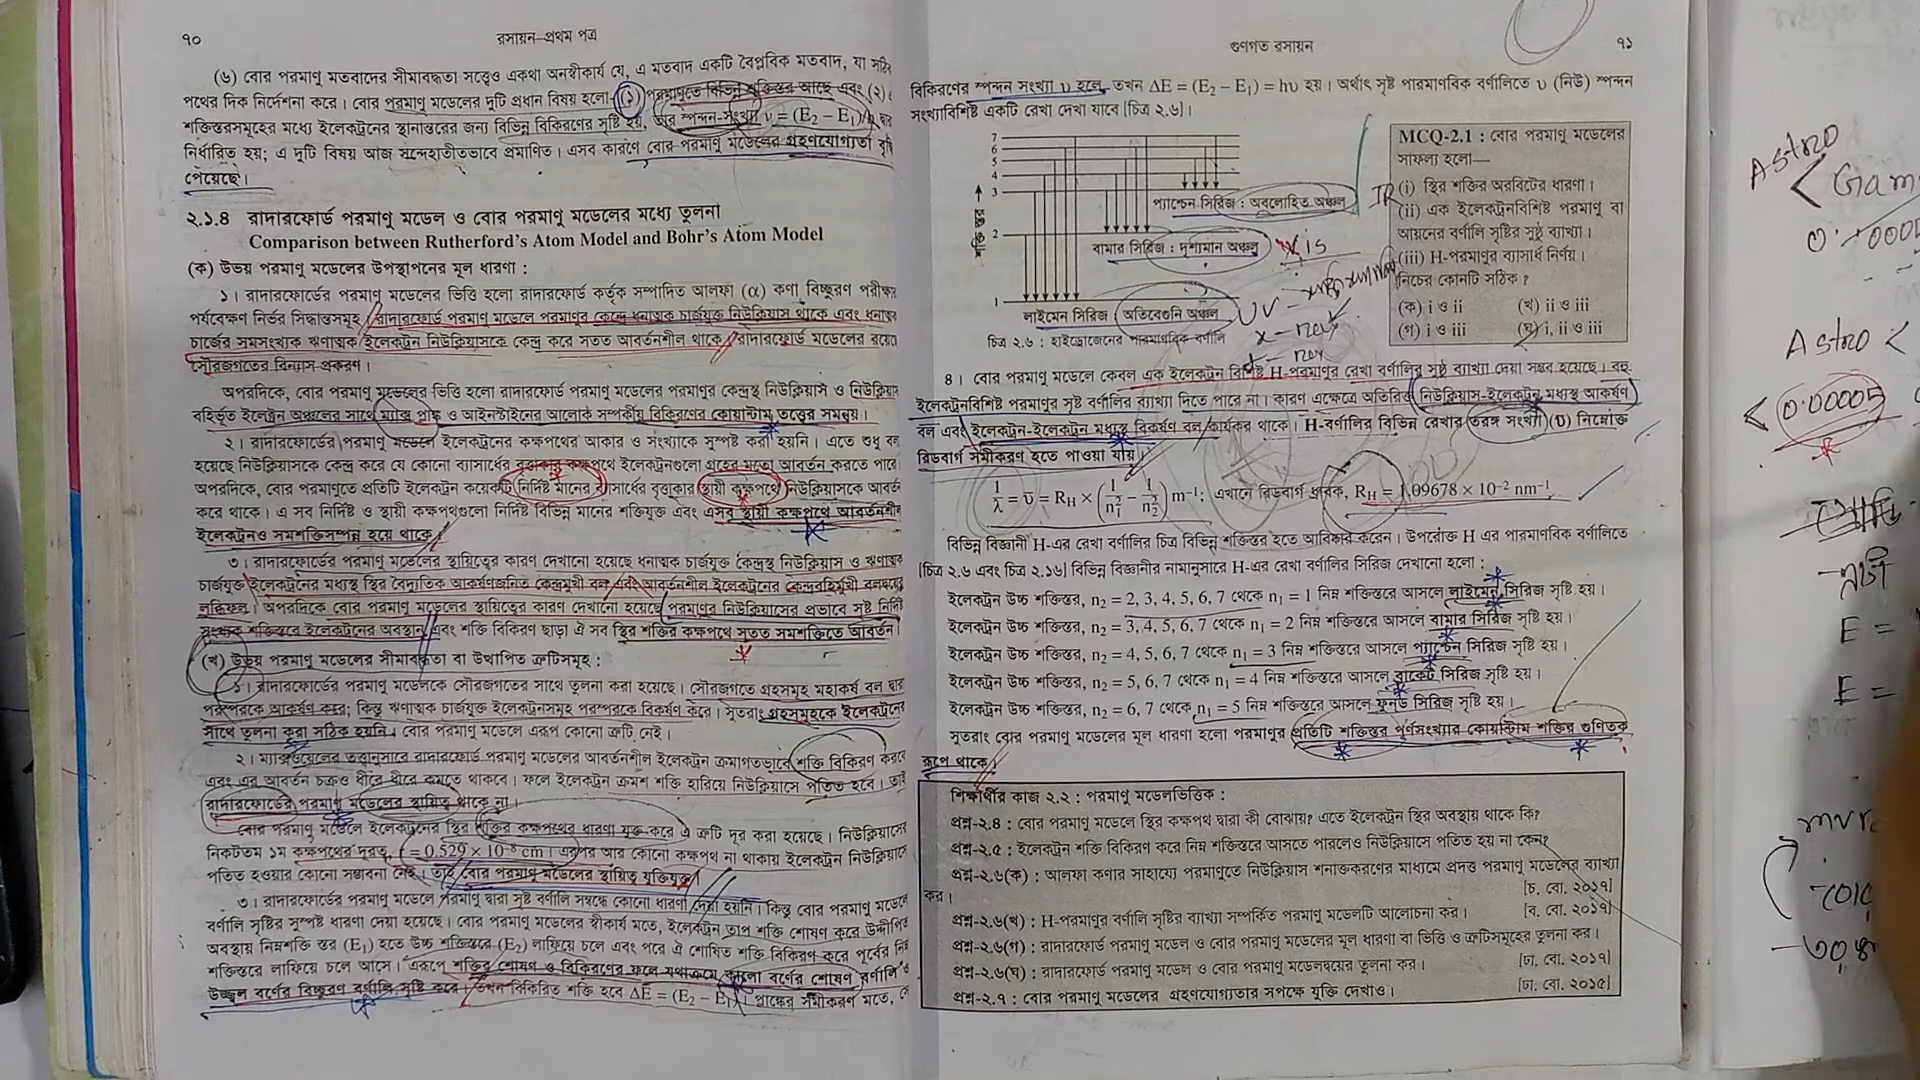 ৭০
রসায়ন–প্রথম পত্র
(৬) বোর পরমাণু মতবাদের সীমাবদ্ধতা সত্ত্বেও একথা অনস্বীকার্য যে, এ মতবাদ একটি বৈপ্লবিক মতবাদ, যা সঠিক
পথের দিক নির্দেশনা করে। বোর পরমাণু মডেলের দুটি প্রধান বিষয় হলো (১) পরমাণুতে বিভিন্ন শক্তিস্তর আছে এবং (২)
শক্তিস্তরসমূহের মধ্যে ইলেকট্রনের স্থানান্তরের জন্য বিভিন্ন বিকিরণের সৃষ্টি হয়, আর স্পন্দন-সংখ্যা ν = (E₂ – E₁)/h
নির্ধারিত হয়; এ দুটি বিষয় আজ সন্দেহাতীতভাবে প্রমাণিত। এসব কারণে বোর পরমাণু মডেলের গ্রহণযোগ্যতা
পেয়েছে।
২.১.৪ রাদারফোর্ড পরমাণু মডেল ও বোর পরমাণু মডেলের মধ্যে তুলনা
Comparison between Rutherford's Atom Model and Bohr's Atom Model
(ক) উভয় পরমাণু মডেলের উপস্থাপনের মূল ধারণা :
১। রাদারফোর্ডের পরমাণু মডেলের ভিত্তি হলো রাদারফোর্ড কর্তৃক সম্পাদিত আলফা (α) কণা বিচ্ছুরণ পরীক্ষার
পর্যবেক্ষণ নির্ভর সিদ্ধান্তসমূহ। রাদারফোর্ড পরমাণু মডেলে পরমাণুর কেন্দ্রে ধনাত্মক চার্জযুক্ত নিউক্লিয়াস থাকে এবং ধনাত্মক
চার্জের সমসংখ্যক ঋণাত্মক ইলেকট্রন নিউক্লিয়াসকে কেন্দ্র করে সতত আবর্তনশীল থাকে। রাদারফোর্ড মডেলের রয়েছে
সৌরজগতের বিন্যাস প্রকরণ।
অপরদিকে, বোর পরমাণু মডেলের ভিত্তি হলো রাদারফোর্ড পরমাণু মডেলের পরমাণুর কেন্দ্রস্থ নিউক্লিয়াস ও নিউক্লিয়াস
বহির্ভূত ইলেক্ট্রন অঞ্চলের সাথে ম্যাক্স প্লাঙ্ক ও আইনস্টাইনের আলোক সম্পর্কীয় বিকিরণের কোয়ান্টাম তত্ত্বের সমন্বয়।
২। রাদারফোর্ডের পরমাণু মডেলে ইলেকট্রনের কক্ষপথের আকার ও সংখ্যাকে সুস্পষ্ট করা হয়নি। এতে শুধু বলা
হয়েছে নিউক্লিয়াসকে কেন্দ্র করে যে কোনো ব্যাসার্ধের বৃত্তাকার কক্ষপথে ইলেকট্রনগুলো গ্রহের মতো আবর্তন করতে পারে।
অপরদিকে, বোর পরমাণুতে প্রতিটি ইলেকট্রন কয়েকটি নির্দিষ্ট মানের ব্যাসার্ধের বৃত্তাকার স্থায়ী কক্ষপথে নিউক্লিয়াসকে আবর্তন
করে থাকে। এ সব নির্দিষ্ট ও স্থায়ী কক্ষপথগুলো নির্দিষ্ট বিভিন্ন মানের শক্তিযুক্ত এবং এসব স্থায়ী কক্ষপথে আবর্তনশীল
ইলেকট্রনও সমশক্তিসম্পন্ন হয়ে থাকে।
৩। রাদারফোর্ডের পরমাণু মডেলের স্থায়িত্বের কারণ দেখানো হয়েছে ধনাত্মক চার্জযুক্ত কেন্দ্রস্থ নিউক্লিয়াস ও ঋণাত্মক
চার্জযুক্ত ইলেকট্রনের মধ্যস্থ স্থির বৈদ্যুতিক আকর্ষণজনিত কেন্দ্রমুখী বল এবং আবর্তনশীল ইলেকট্রনের কেন্দ্রবহির্মুখী বলদ্বয়ের
লব্ধিফল। অপরদিকে বোর পরমাণু মডেলের স্থায়িত্বের কারণ দেখানো হয়েছে পরমাণুর নিউক্লিয়াসের প্রভাবে সৃষ্ট নির্দিষ্ট
সংখ্যক শক্তিস্তরে ইলেকট্রনের অবস্থান এবং শক্তি বিকিরণ ছাড়া ঐ সব স্থির শক্তির কক্ষপথে সতত সমশক্তিতে আবর্তন।
(খ) উভয় পরমাণু মডেলের সীমাবদ্ধতা বা উত্থাপিত ত্রুটিসমূহ :
১। রাদারফোর্ডের পরমাণু মডেলকে সৌরজগতের সাথে তুলনা করা হয়েছে। সৌরজগতে গ্রহসমূহ মহাকর্ষ বল দ্বারা
পরস্পরকে আকর্ষণ করে; কিন্তু ঋণাত্মক চার্জযুক্ত ইলেকট্রনসমূহ পরস্পরকে বিকর্ষণ করে। সুতরাং গ্রহসমূহকে ইলেকট্রনের
সাথে তুলনা করা সঠিক হয়নি। বোর পরমাণু মডেলে এরূপ কোনো ত্রুটি নেই।
২। ম্যাক্সওয়েলের তত্ত্বানুসারে রাদারফোর্ড পরমাণু মডেলের আবর্তনশীল ইলেকট্রন ক্রমাগতভাবে শক্তি বিকিরণ করবে
এবং এর আবর্তন চক্রও ধীরে ধীরে কমতে থাকবে। ফলে ইলেকট্রন ক্রমশ শক্তি হারিয়ে নিউক্লিয়াসে পতিত হবে। তাই
রাদারফোর্ডের পরমাণু মডেলের স্থায়িত্ব থাকে না।
বোর পরমাণু মডেলে ইলেকট্রনের স্থির শক্তির কক্ষপথের ধারণা যুক্ত করে এ ত্রুটি দূর করা হয়েছে। নিউক্লিয়াসের
নিকটতম ১ম কক্ষপথের দূরত্ব, r = 0.529 × 10⁻⁸ cm। এরপর আর কোনো কক্ষপথ না থাকায় ইলেকট্রন নিউক্লিয়াসে
পতিত হওয়ার কোনো সম্ভাবনা নেই। তাই বোর পরমাণু মডেলের স্থায়িত্ব যুক্তিযুক্ত।
৩। রাদারফোর্ডের পরমাণু মডেলে পরমাণু দ্বারা সৃষ্ট বর্ণালি সম্বন্ধে কোনো ধারণা দেয়া হয়নি। কিন্তু বোর পরমাণু মডেলে
বর্ণালি সৃষ্টির সুস্পষ্ট ধারণা দেয়া হয়েছে। বোর পরমাণু মডেলের স্বীকার্য মতে, ইলেকট্রন তাপ শক্তি শোষণ করে উদ্দীপিত
অবস্থায় নিম্নশক্তি স্তর (E₁) হতে উচ্চ শক্তিস্তরে (E₂) লাফিয়ে চলে এবং পরে ঐ শোষিত শক্তি বিকিরণ করে পূর্বের নিম্ন
শক্তিস্তরে লাফিয়ে চলে আসে। এরূপে শক্তির শোষণ ও বিকিরণের ফলে যথাক্রমে কালো বর্ণের শোষণ বর্ণালি ও
উজ্জ্বল বর্ণের বিচ্ছুরণ বর্ণালি সৃষ্টি করে। তখন বিকিরিত শক্তি হবে ΔE = (E₂ – E₁)। প্লাঙ্কের সমীকরণ মতে,
গুণগত রসায়ন
৭১
বিকিরণের স্পন্দন সংখ্যা υ হলে, তখন ΔE = (E₂ – E₁) = hυ হয়। অর্থাৎ সৃষ্ট পারমাণবিক বর্ণালিতে υ (নিউ) স্পন্দন
সংখ্যাবিশিষ্ট একটি রেখা দেখা যাবে [চিত্র ২.৬]।
7
6
5
4
3
2
1
প্যাশ্চেন সিরিজ : অবলোহিত অঞ্চল
IR
বামার সিরিজ : দৃশ্যমান অঞ্চল
লাইমেন সিরিজ : অতিবেগুনি অঞ্চল
UV
x-ray
চিত্র ২.৬ : হাইড্রোজেনের পারমাণবিক বর্ণালি
MCQ-2.1 : বোর পরমাণু মডেলের
সাফল্য হলো—
(i) স্থির শক্তির অরবিটের ধারণা।
(ii) এক ইলেকট্রনবিশিষ্ট পরমাণু বা
আয়নের বর্ণালি সৃষ্টির সুষ্ঠু ব্যাখ্যা।
(iii) H-পরমাণুর ব্যাসার্ধ নির্ণয়।
নিচের কোনটি সঠিক ?
(ক) i ও ii (খ) ii ও iii
(গ) i ও iii (ঘ) i, ii ও iii
৪। বোর পরমাণু মডেলে কেবল এক ইলেকট্রন বিশিষ্ট H-পরমাণুর রেখা বর্ণালির সুষ্ঠু ব্যাখ্যা দেয়া সম্ভব হয়েছে। বহু
ইলেকট্রনবিশিষ্ট পরমাণুর সৃষ্ট বর্ণালির ব্যাখ্যা দিতে পারে না। কারণ এক্ষেত্রে অতিরিক্ত নিউক্লিয়াস-ইলেকট্রন মধ্যস্থ আকর্ষণ
বল এবং ইলেকট্রন-ইলেকট্রন মধ্যস্থ বিকর্ষণ বল কার্যকর থাকে। H-বর্ণালির বিভিন্ন রেখার তরঙ্গ সংখ্যা (ῡ) নিম্নোক্ত
রিডবার্গ সমীকরণ হতে পাওয়া যায়।
1/λ = ῡ = R_H × (1/n₁² – 1/n₂²) m⁻¹; এখানে রিডবার্গ ধ্রুবক, R_H = 1.09678 × 10⁻² nm⁻¹
বিভিন্ন বিজ্ঞানী H-এর রেখা বর্ণালির চিত্র বিভিন্ন শক্তিস্তর হতে আবিষ্কার করেন। উপরোক্ত H এর পারমাণবিক বর্ণালিতে
[চিত্র ২.৬ এবং চিত্র ২.১৬] বিভিন্ন বিজ্ঞানীর নামানুসারে H-এর রেখা বর্ণালির সিরিজ দেখানো হলো :
ইলেকট্রন উচ্চ শক্তিস্তর, n₂ = 2, 3, 4, 5, 6, 7 থেকে n₁ = 1 নিম্ন শক্তিস্তরে আসলে লাইমেন সিরিজ সৃষ্টি হয়।
ইলেকট্রন উচ্চ শক্তিস্তর, n₂ = 3, 4, 5, 6, 7 থেকে n₁ = 2 নিম্ন শক্তিস্তরে আসলে বামার সিরিজ সৃষ্টি হয়।
ইলেকট্রন উচ্চ শক্তিস্তর, n₂ = 4, 5, 6, 7 থেকে n₁ = 3 নিম্ন শক্তিস্তরে আসলে প্যাশ্চেন সিরিজ সৃষ্টি হয়।
ইলেকট্রন উচ্চ শক্তিস্তর, n₂ = 5, 6, 7 থেকে n₁ = 4 নিম্ন শক্তিস্তরে আসলে ব্রাকেট সিরিজ সৃষ্টি হয়।
ইলেকট্রন উচ্চ শক্তিস্তর, n₂ = 6, 7 থেকে n₁ = 5 নিম্ন শক্তিস্তরে আসলে ফুনড সিরিজ সৃষ্টি হয়।
সুতরাং বোর পরমাণু মডেলের মূল ধারণা হলো পরমাণুর প্রতিটি শক্তিস্তর পূর্ণসংখ্যার কোয়ান্টাম শক্তির গুণিতক
রূপে থাকে।
শিক্ষার্থীর কাজ ২.২ : পরমাণু মডেলভিত্তিক :
প্রশ্ন-২.৪ : বোর পরমাণু মডেলে স্থির কক্ষপথ দ্বারা কী বোঝায়? এতে ইলেকট্রন স্থির অবস্থায় থাকে কি?
প্রশ্ন-২.৫ : ইলেকট্রন শক্তি বিকিরণ করে নিম্ন শক্তিস্তরে আসতে পারলেও নিউক্লিয়াসে পতিত হয় না কেন?
প্রশ্ন-২.৬(ক) : আলফা কণার সাহায্যে পরমাণুতে নিউক্লিয়াস শনাক্তকরণের মাধ্যমে প্রদত্ত পরমাণু মডেলের ব্যাখ্যা
কর। [চ. বো. ২০১৭]
প্রশ্ন-২.৬(খ) : H-পরমাণুর বর্ণালি সৃষ্টির ব্যাখ্যা সম্পর্কিত পরমাণু মডেলটি আলোচনা কর। [ব. বো. ২০১৭]
প্রশ্ন-২.৬(গ) : রাদারফোর্ড পরমাণু মডেল ও বোর পরমাণু মডেলের মূল ধারণা বা ভিত্তি ও ত্রুটিসমূহের তুলনা কর।
প্রশ্ন-২.৬(ঘ) : রাদারফোর্ড পরমাণু মডেল ও বোর পরমাণু মডেলদ্বয়ের তুলনা কর। [ঢা. বো. ২০১৭]
প্রশ্ন-২.৭ : বোর পরমাণু মডেলের গ্রহণযোগ্যতার সপক্ষে যুক্তি দেখাও। [ঢা. বো. ২০১৫]
Astro
Gam
Astro <
< 0.00005
E =
E =
mvr